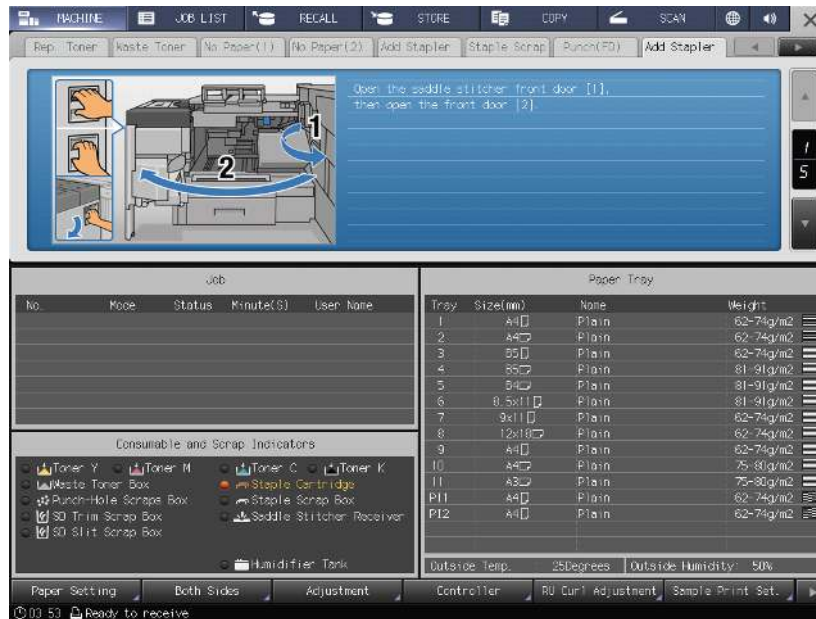 MACHINE JOB LIST RECALL STORE COPY SCAN
Rep. Toner Waste Toner No Paper(1) No Paper(2) Add Stapler Staple Scrap Punch(FD) Add Stapler
Open the saddle stitcher front door [1],
then open the front door [2].
1
2
1
5
Job
No. Mode Status Minute(S) User Name
Paper Tray
Tray Size(mm) Name Weight
1 A4 Plain 62-74g/m2
2 A4 Plain 62-74g/m2
3 B5 Plain 62-74g/m2
4 B5 Plain 81-91g/m2
5 B4 Plain 81-91g/m2
6 8.5x11 Plain 81-91g/m2
7 9x11 Plain 62-74g/m2
8 12x18 Plain 62-74g/m2
9 A4 Plain 62-74g/m2
10 A4 Plain 75-80g/m2
11 A3 Plain 75-80g/m2
PI1 A4 Plain 62-74g/m2
PI2 A4 Plain 62-74g/m2
Outside Temp. 25Degrees Outside Humidity: 50%
Consumable and Scrap Indicators
Toner Y Toner M Toner C Toner K
Waste Toner Box Staple Cartridge
Punch-Hole Scraps Box Staple Scrap Box
SD Trim Scrap Box Saddle Stitcher Receiver
SD Slit Scrap Box
Humidifier Tank
Paper Setting Both Sides Adjustment Controller RU Curl Adjustment Sample Print Set.
03 53 Ready to receive